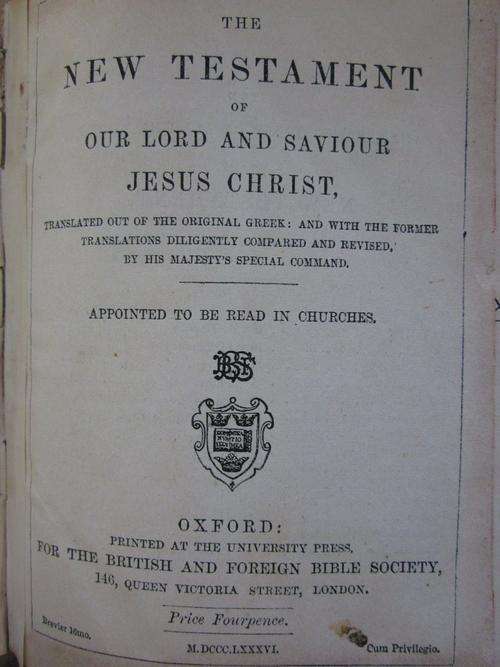 THE
NEW TESTAMENT
OF
OUR LORD AND SAVIOUR
JESUS CHRIST,
TRANSLATED OUT OF THE ORIGINAL GREEK: AND WITH THE FORMER
TRANSLATIONS DILIGENTLY COMPARED AND REVISED,
BY HIS MAJESTY'S SPECIAL COMMAND.
APPOINTED TO BE READ IN CHURCHES.
OXFORD:
PRINTED AT THE UNIVERSITY PRESS,
FOR THE BRITISH AND FOREIGN BIBLE SOCIETY,
146, QUEEN VICTORIA STREET, LONDON.
Price Fourpence.
Brevier 16mo.
M.DCCC.LXXXVI.
Cum Privilegio.